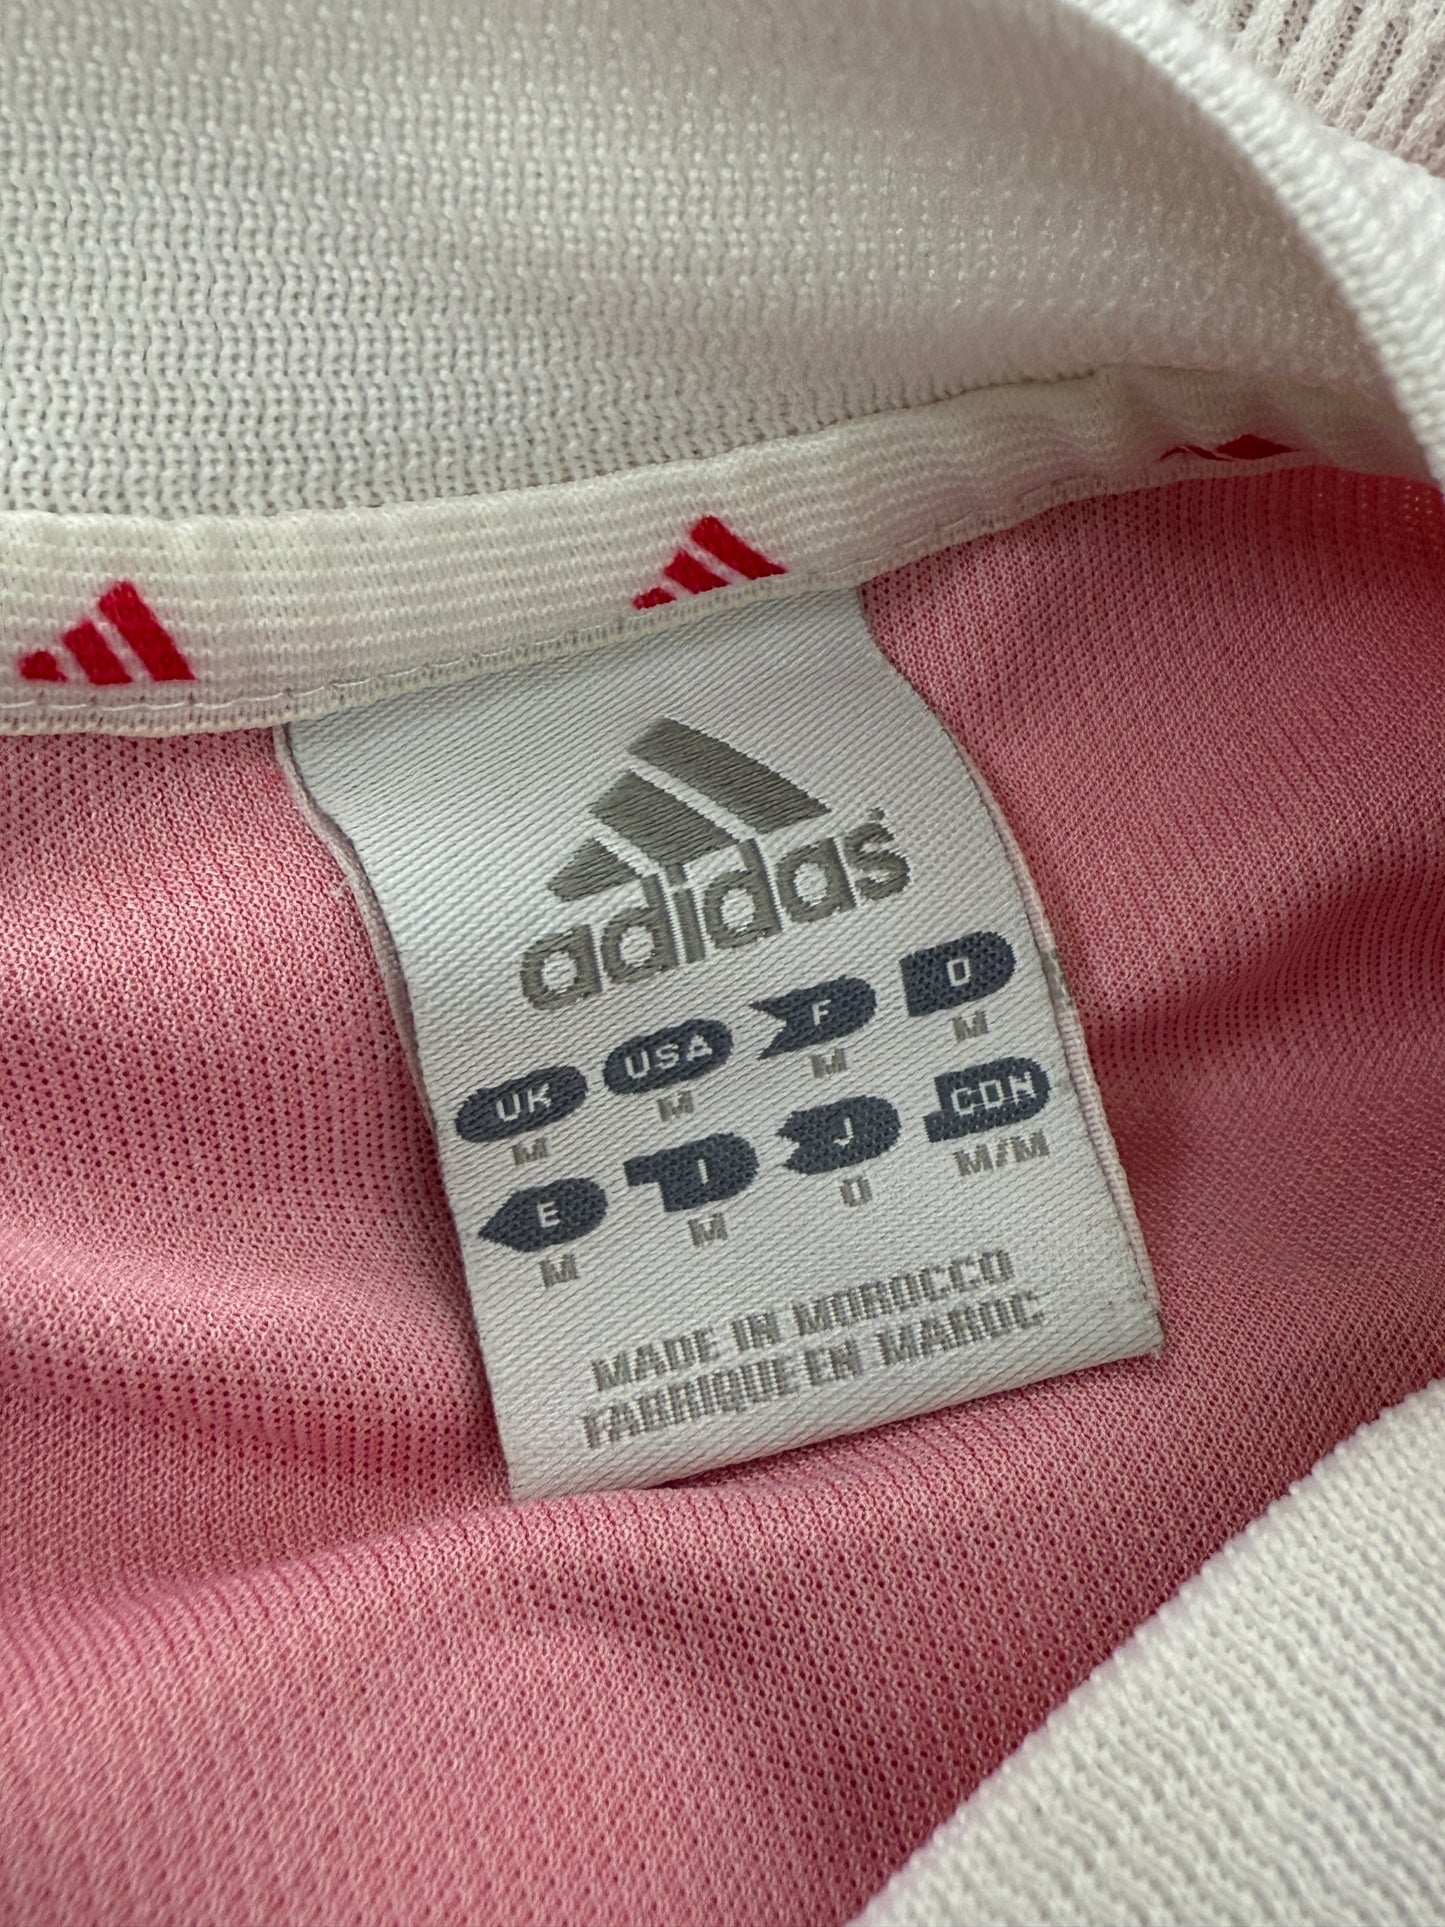 adidas
UK USA F D
M M M M
E I J CDN
M M O M/M
MADE IN MOROCCO
FABRIQUE EN MAROC